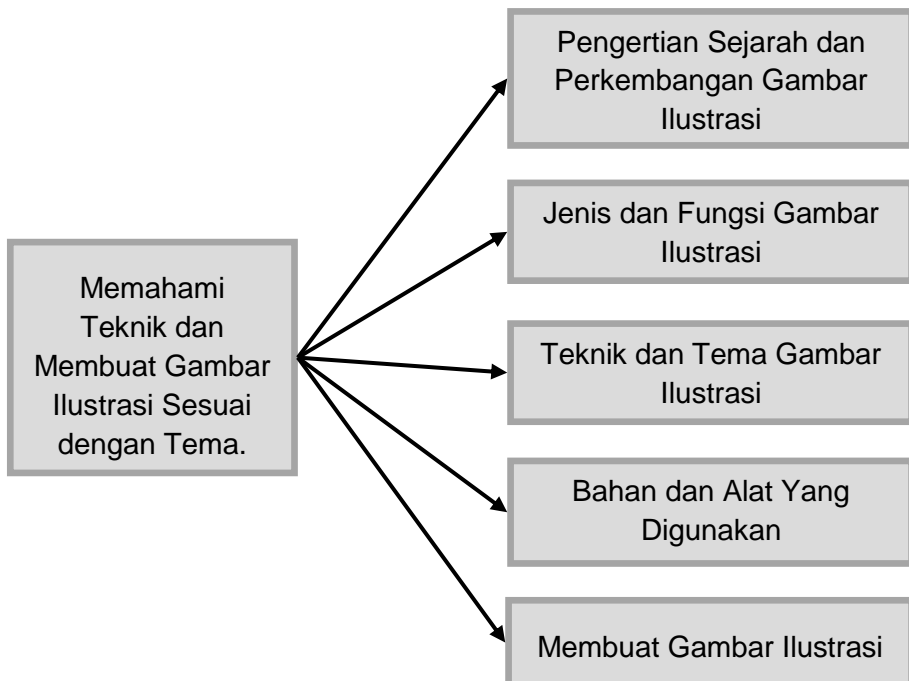 Memahami
Teknik dan
Membuat Gambar
Ilustrasi Sesuai
dengan Tema.
Pengertian Sejarah dan
Perkembangan Gambar
Ilustrasi
Jenis dan Fungsi Gambar
Ilustrasi
Teknik dan Tema Gambar
Ilustrasi
Bahan dan Alat Yang
Digunakan
Membuat Gambar Ilustrasi